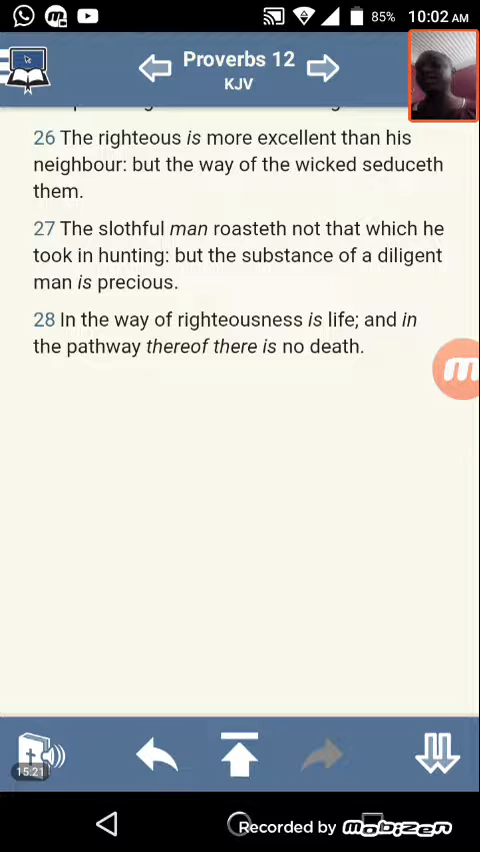 85% 10:02 AM
Proverbs 12
KJV
26 The righteous is more excellent than his
neighbour: but the way of the wicked seduceth
them.
27 The slothful man roasteth not that which he
took in hunting: but the substance of a diligent
man is precious.
28 In the way of righteousness is life; and in
the pathway thereof there is no death.
15:21
Recorded by mobizen